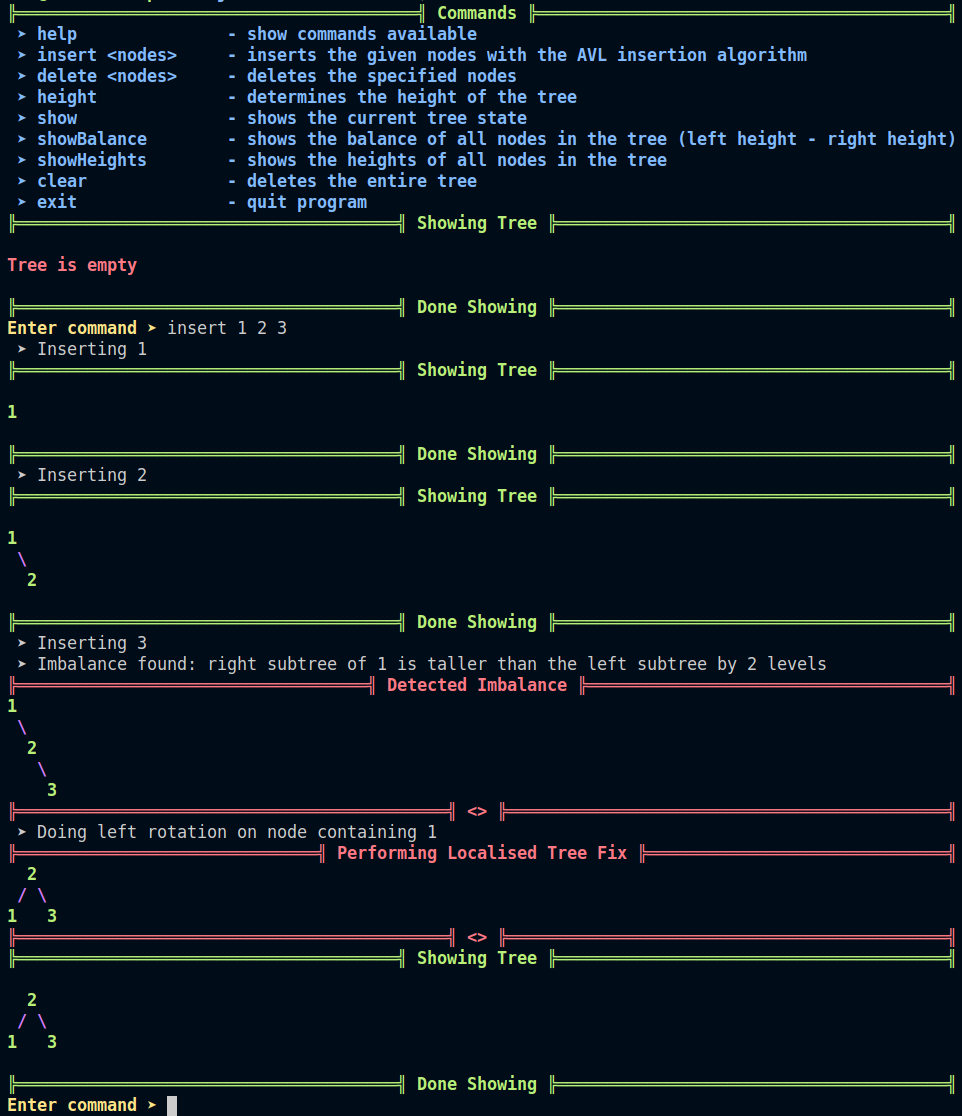 Commands
➤ help - show commands available
➤ insert <nodes> - inserts the given nodes with the AVL insertion algorithm
➤ delete <nodes> - deletes the specified nodes
➤ height - determines the height of the tree
➤ show - shows the current tree state
➤ showBalance - shows the balance of all nodes in the tree (left height - right height)
➤ showHeights - shows the heights of all nodes in the tree
➤ clear - deletes the entire tree
➤ exit - quit program
Showing Tree
Tree is empty
Done Showing
Enter command ➤ insert 1 2 3
➤ Inserting 1
Showing Tree
1
Done Showing
➤ Inserting 2
Showing Tree
1
\
2
Done Showing
➤ Inserting 3
➤ Imbalance found: right subtree of 1 is taller than the left subtree by 2 levels
Detected Imbalance
1
\
2
\
3
<>
➤ Doing left rotation on node containing 1
Performing Localised Tree Fix
2
/ \
1 3
<>
Showing Tree
2
/ \
1 3
Done Showing
Enter command ➤